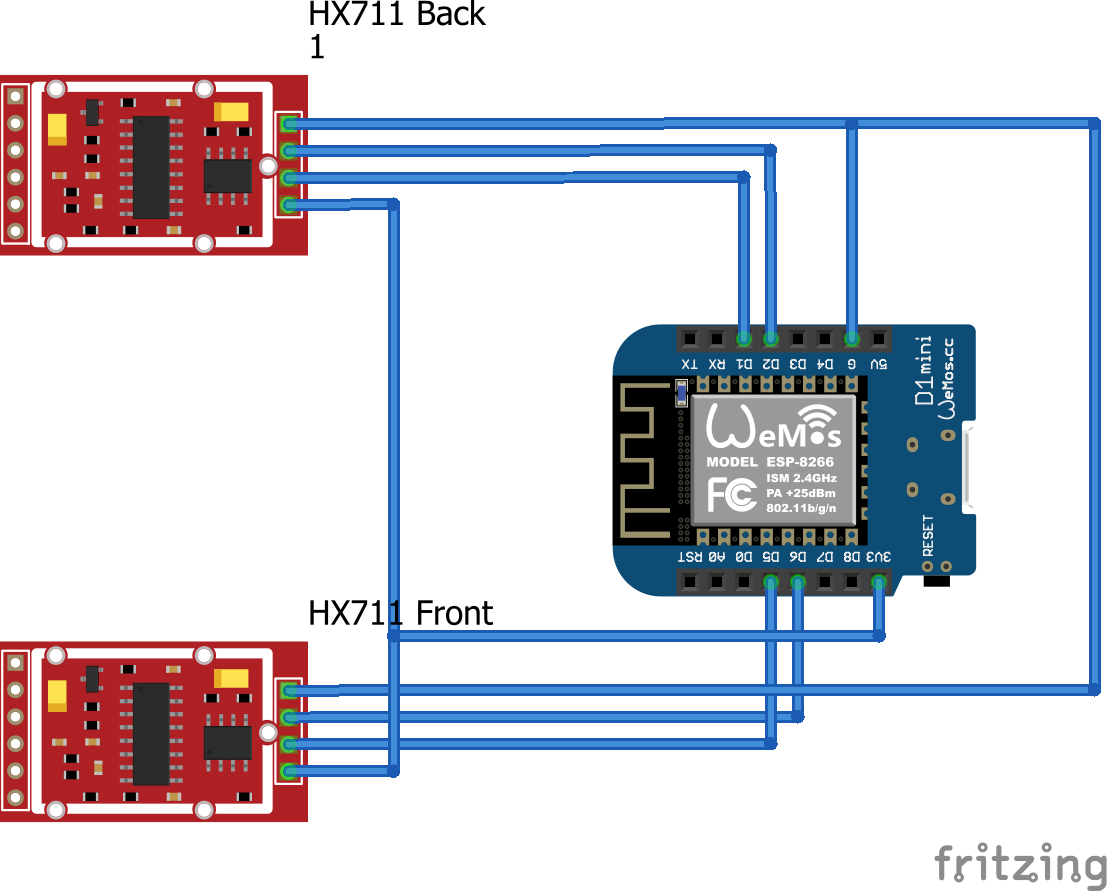 HX711 Back
1
TX RX D1 D2 D3 D4 G 5V
D1 mini
WeMos.cc
WeMos
MODEL ESP-8266
ISM 2.4GHz
FC PA +25dBm
802.11b/g/n
RESET
RST A0 D0 D5 D6 D7 D8 3V3
HX711 Front
fritzing